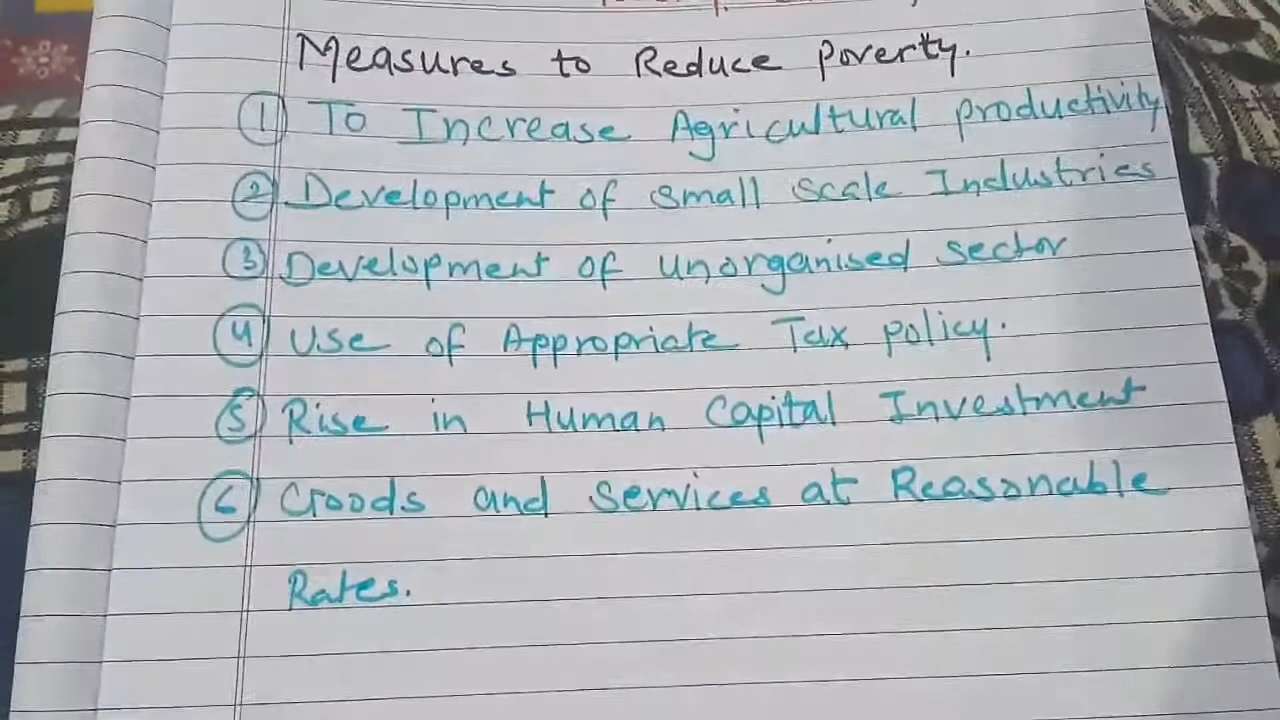 Measures to Reduce Poverty.
① To Increase Agricultural productivity
② Development of small scale Industries
③ Development of unorganised sector
④ Use of Appropriate Tax policy.
⑤ Rise in Human Capital Investment
⑥ Goods and services at Reasonable
Rates.